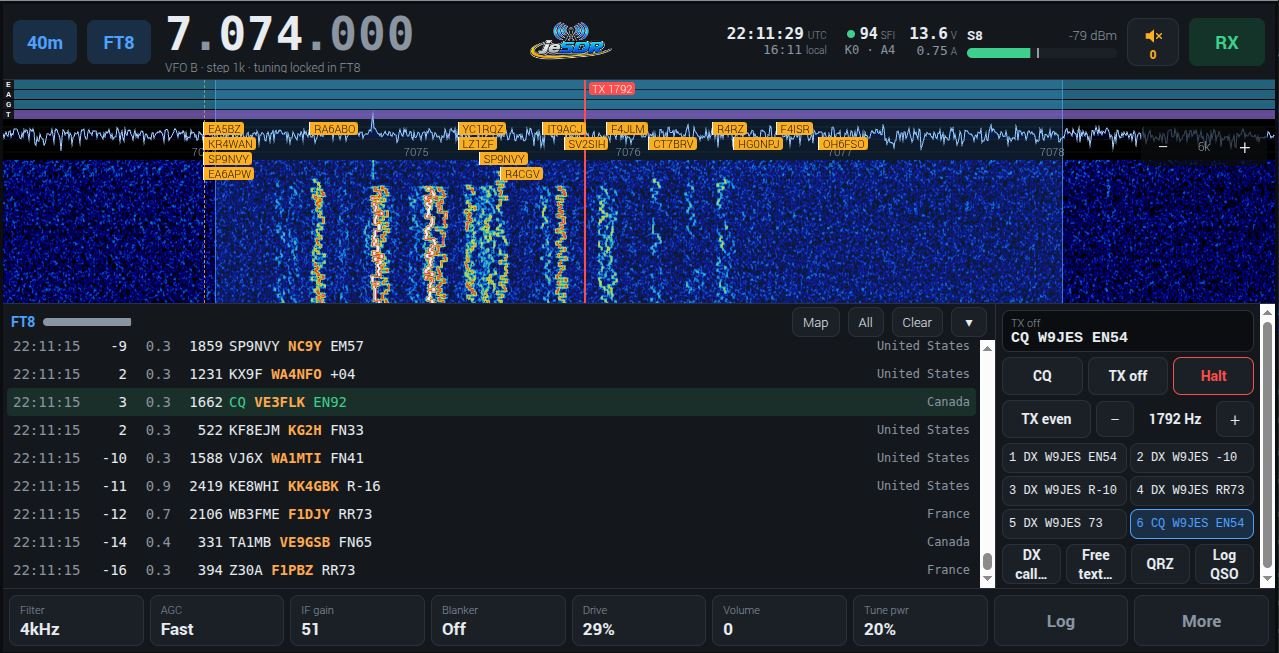 40m
FT8
7.074.000
VFO B · step 1k · tuning locked in FT8
jeSDR
22:11:29 UTC
16:11 local
94 SFI
K0 · A4
13.6 V
0.75 A
S8
-79 dBm
0
RX
E
A
G
T
TX 1792
EA5BZ
RA6ABO
YC1RQZ
IT9ACJ
F4JLM
R4RZ
F4ISR
KR4WAN
LZ1ZF
SV2SIH
CT7BRV
HG0NPJ
OH6FSO
SP9NVY
SP9NVY
EA6APW
R4CGV
7075
7076
7077
7078
− 6k +
FT8
Map
All
Clear
▼
22:11:15 -9 0.3 1859 SP9NVY NC9Y EM57 United States
22:11:15 2 0.3 1231 KX9F WA4NFO +04 United States
22:11:15 3 0.3 1662 CQ VE3FLK EN92 Canada
22:11:15 2 0.3 522 KF8EJM KG2H FN33 United States
22:11:15 -10 0.3 1588 VJ6X WA1MTI FN41 United States
22:11:15 -11 0.9 2419 KE8WHI KK4GBK R-16 United States
22:11:15 -12 0.7 2106 WB3FME F1DJY RR73 France
22:11:15 -14 0.4 331 TA1MB VE9GSB FN65 Canada
22:11:15 -16 0.3 394 Z30A F1PBZ RR73 France
TX off
CQ W9JES EN54
CQ
TX off
Halt
TX even
−
1792 Hz
+
1 DX W9JES EN54
2 DX W9JES -10
3 DX W9JES R-10
4 DX W9JES RR73
5 DX W9JES 73
6 CQ W9JES EN54
DX call…
Free text…
QRZ
Log QSO
Filter
4kHz
AGC
Fast
IF gain
51
Blanker
Off
Drive
29%
Volume
0
Tune pwr
20%
Log
More